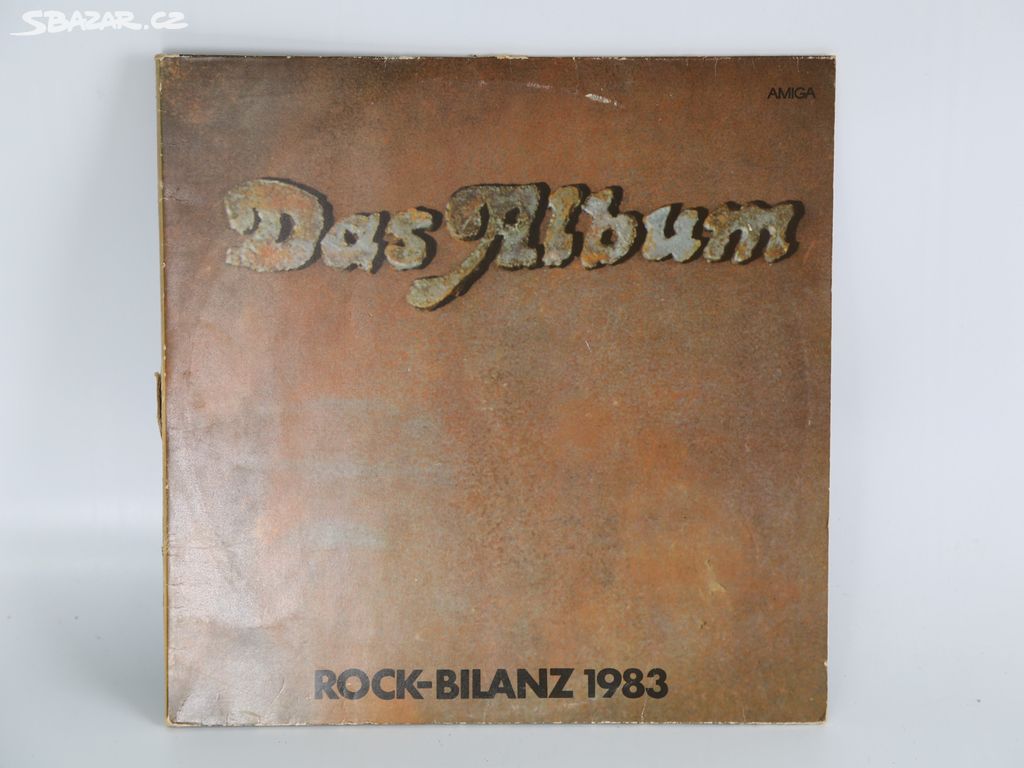 SBAZAR.CZ
AMIGA
Das Album
ROCK-BILANZ 1983